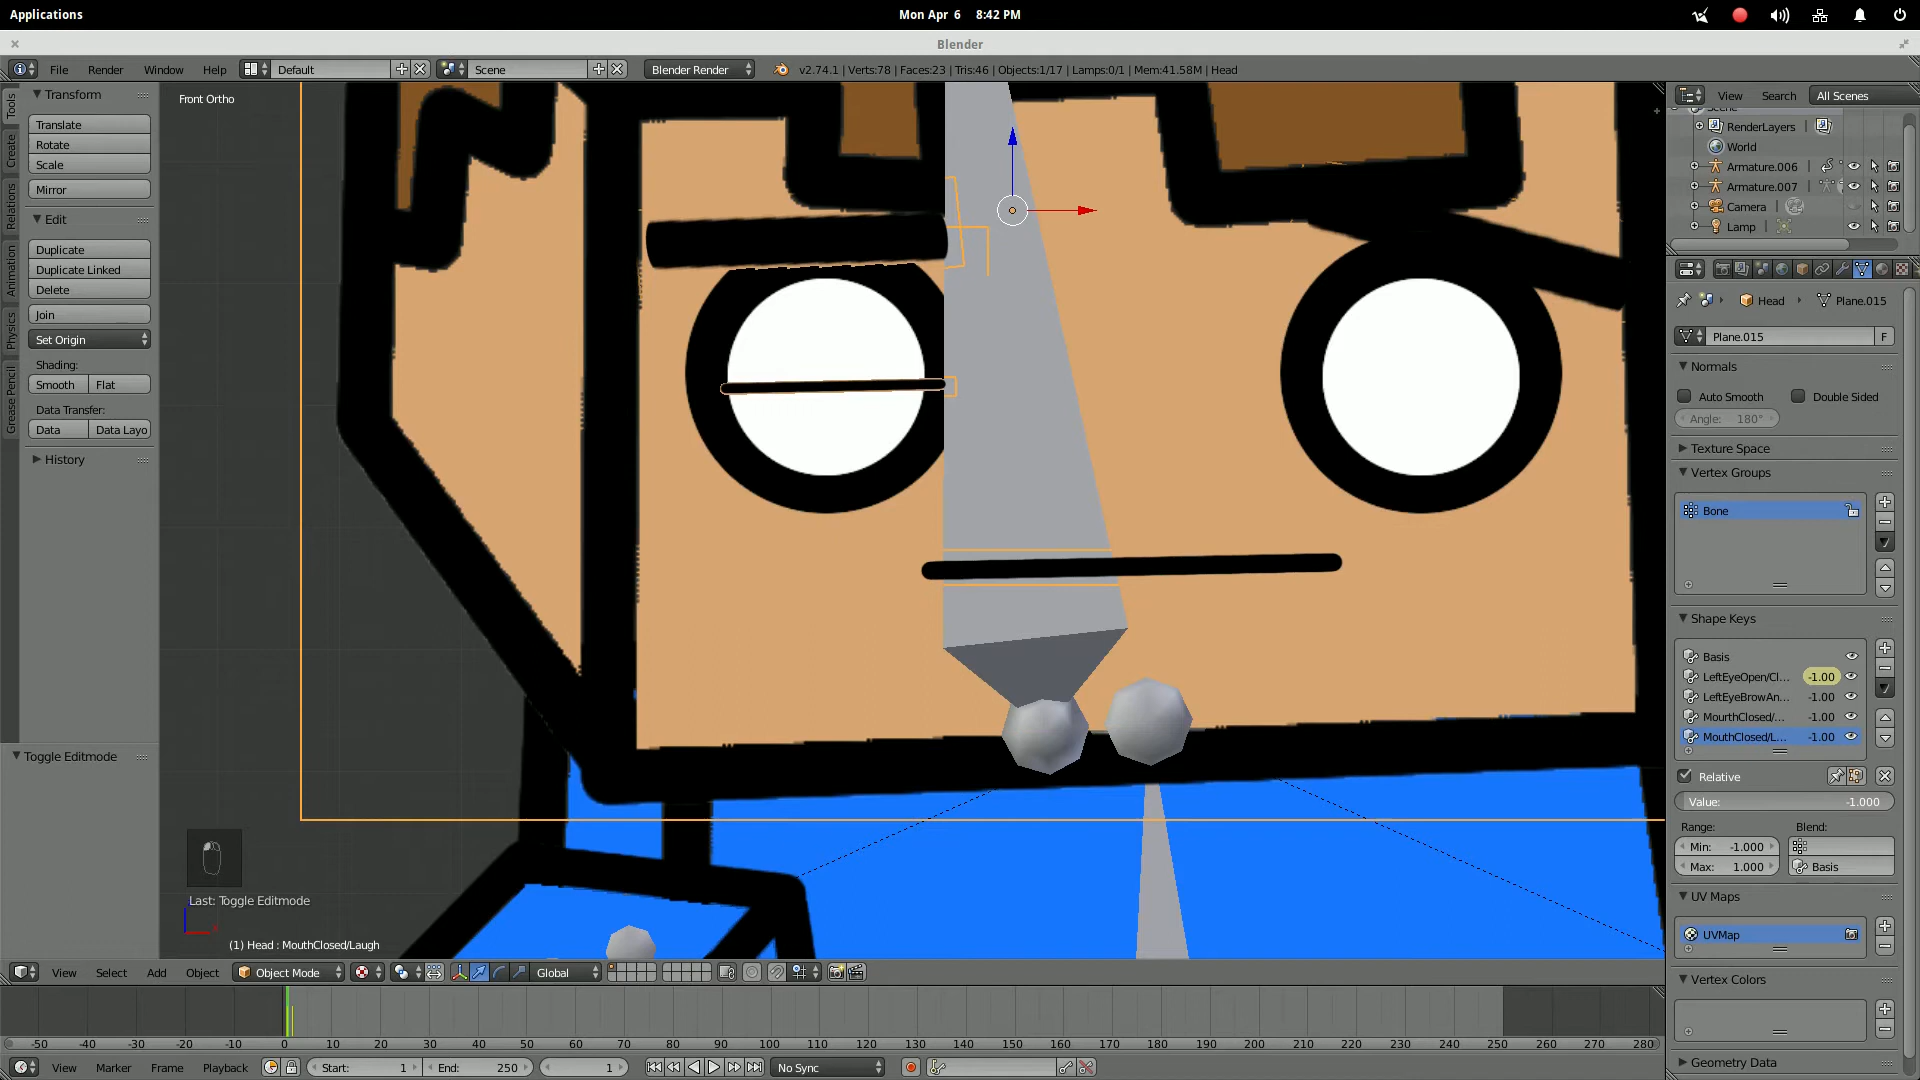 Applications
Mon Apr 6 8:42 PM
Blender
File Render Window Help Default Scene Blender Render v2.74.1 | Verts:78 | Faces:23 | Tris:46 | Objects:1/17 | Lamps:0/1 | Mem:41.58M | Head
Tools
Create
Relations
Animation
Physics
Grease Pencil
Transform
Translate
Rotate
Scale
Mirror
Edit
Duplicate
Duplicate Linked
Delete
Join
Set Origin
Shading:
Smooth Flat
Data Transfer:
Data Data Layo
History
Toggle Editmode
Front Ortho
Last: Toggle Editmode
(1) Head : MouthClosed/Laugh
View Select Add Object Object Mode Global
View Search All Scenes
RenderLayers
World
Armature.006
Armature.007
Camera
Lamp
Head Plane.015
Plane.015 F
Normals
Auto Smooth Double Sided
Angle: 180°
Texture Space
Vertex Groups
Bone
Shape Keys
Basis
LeftEyeOpen/Cl... -1.00
LeftEyeBrowAn... -1.00
MourthClosed/... -1.00
MouthClosed/L... -1.00
Relative
Value: -1.000
Range: Blend:
Min: -1.000
Max: 1.000 Basis
UV Maps
UVMap
Vertex Colors
Geometry Data
-50 -40 -30 -20 -10 0 10 20 30 40 50 60 70 80 90 100 110 120 130 140 150 160 170 180 190 200 210 220 230 240 250 260 270 280
View Marker Frame Playback Start: 1 End: 250 1 No Sync